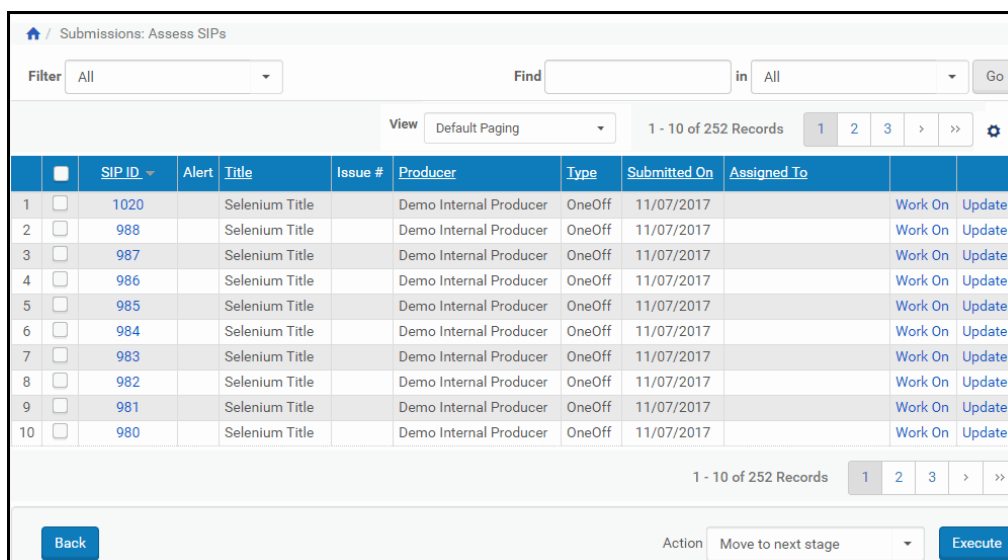 / Submissions: Assess SIPs
Filter All Find in All Go
View Default Paging 1 - 10 of 252 Records 1 2 3 > >>
SIP ID Alert Title Issue # Producer Type Submitted On Assigned To
1 1020 Selenium Title Demo Internal Producer OneOff 11/07/2017 Work On Update
2 988 Selenium Title Demo Internal Producer OneOff 11/07/2017 Work On Update
3 987 Selenium Title Demo Internal Producer OneOff 11/07/2017 Work On Update
4 986 Selenium Title Demo Internal Producer OneOff 11/07/2017 Work On Update
5 985 Selenium Title Demo Internal Producer OneOff 11/07/2017 Work On Update
6 984 Selenium Title Demo Internal Producer OneOff 11/07/2017 Work On Update
7 983 Selenium Title Demo Internal Producer OneOff 11/07/2017 Work On Update
8 982 Selenium Title Demo Internal Producer OneOff 11/07/2017 Work On Update
9 981 Selenium Title Demo Internal Producer OneOff 11/07/2017 Work On Update
10 980 Selenium Title Demo Internal Producer OneOff 11/07/2017 Work On Update
1 - 10 of 252 Records 1 2 3 > >>
Back Action Move to next stage Execute